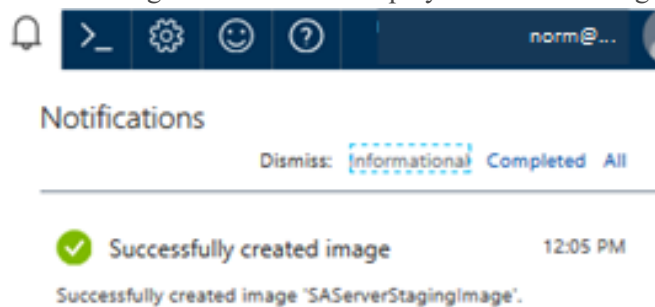 >_ ? norm@...
Notifications
Dismiss: Informational Completed All
Successfully created image 12:05 PM
Successfully created image 'SAServerStagingImage'.